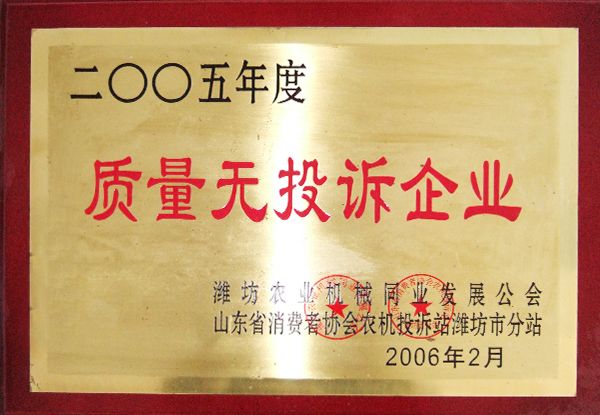 二〇〇五年度
质量无投诉企业
潍坊农业机械同业发展公会
山东省消费者协会农机投诉站潍坊市分站
2006年2月